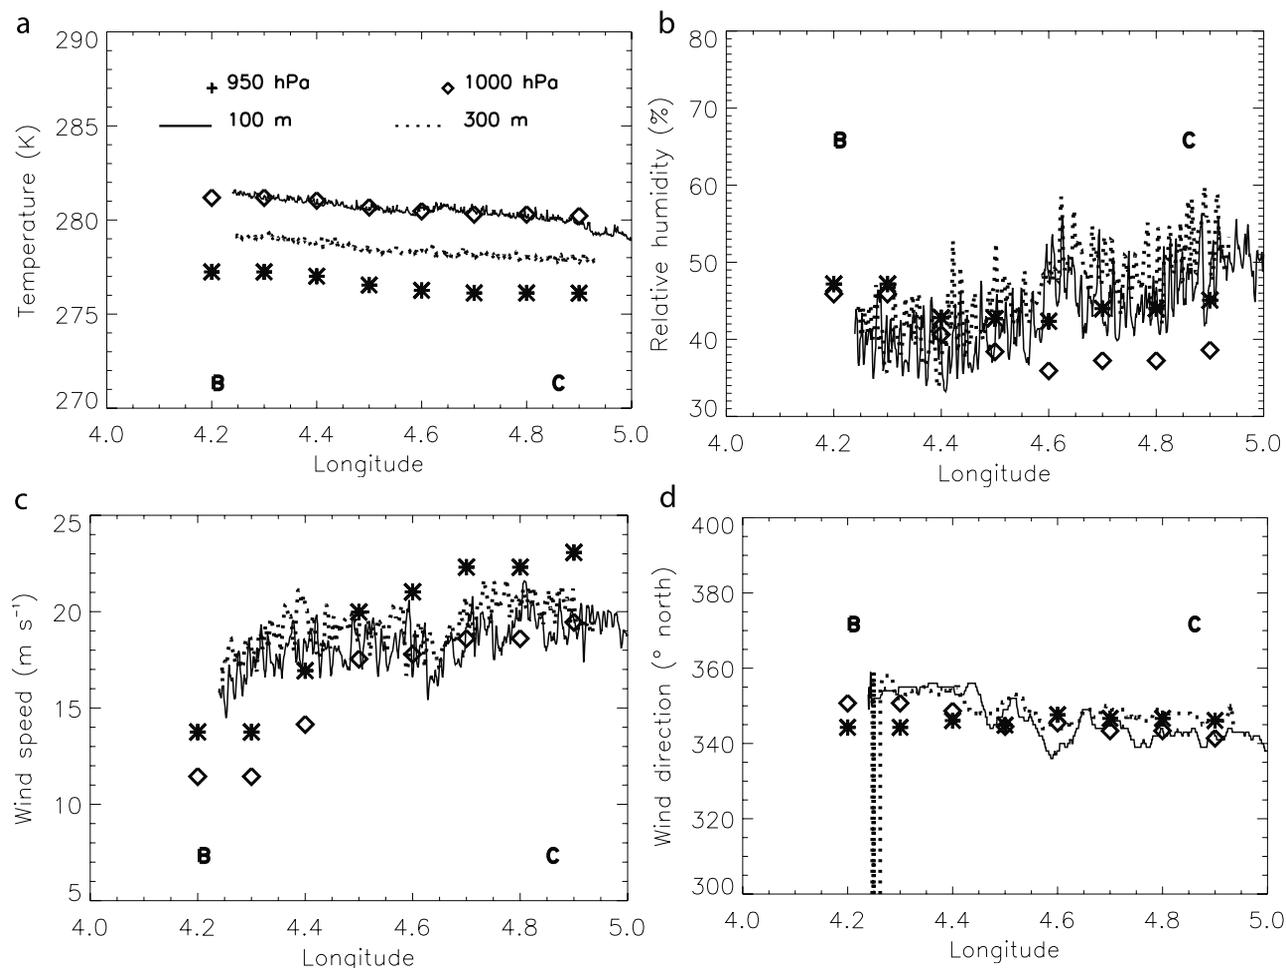 a
290
285
280
275
270
Temperature (K)
950 hPa
1000 hPa
100 m
300 m
B
C
4.0 4.2 4.4 4.6 4.8 5.0
Longitude
b
80
70
60
50
40
30
Relative humidity (%)
B
C
4.0 4.2 4.4 4.6 4.8 5.0
Longitude
c
25
20
15
10
5
Wind speed (m s⁻¹)
B
C
4.0 4.2 4.4 4.6 4.8 5.0
Longitude
d
400
380
360
340
320
300
Wind direction (° north)
B
C
4.0 4.2 4.4 4.6 4.8 5.0
Longitude